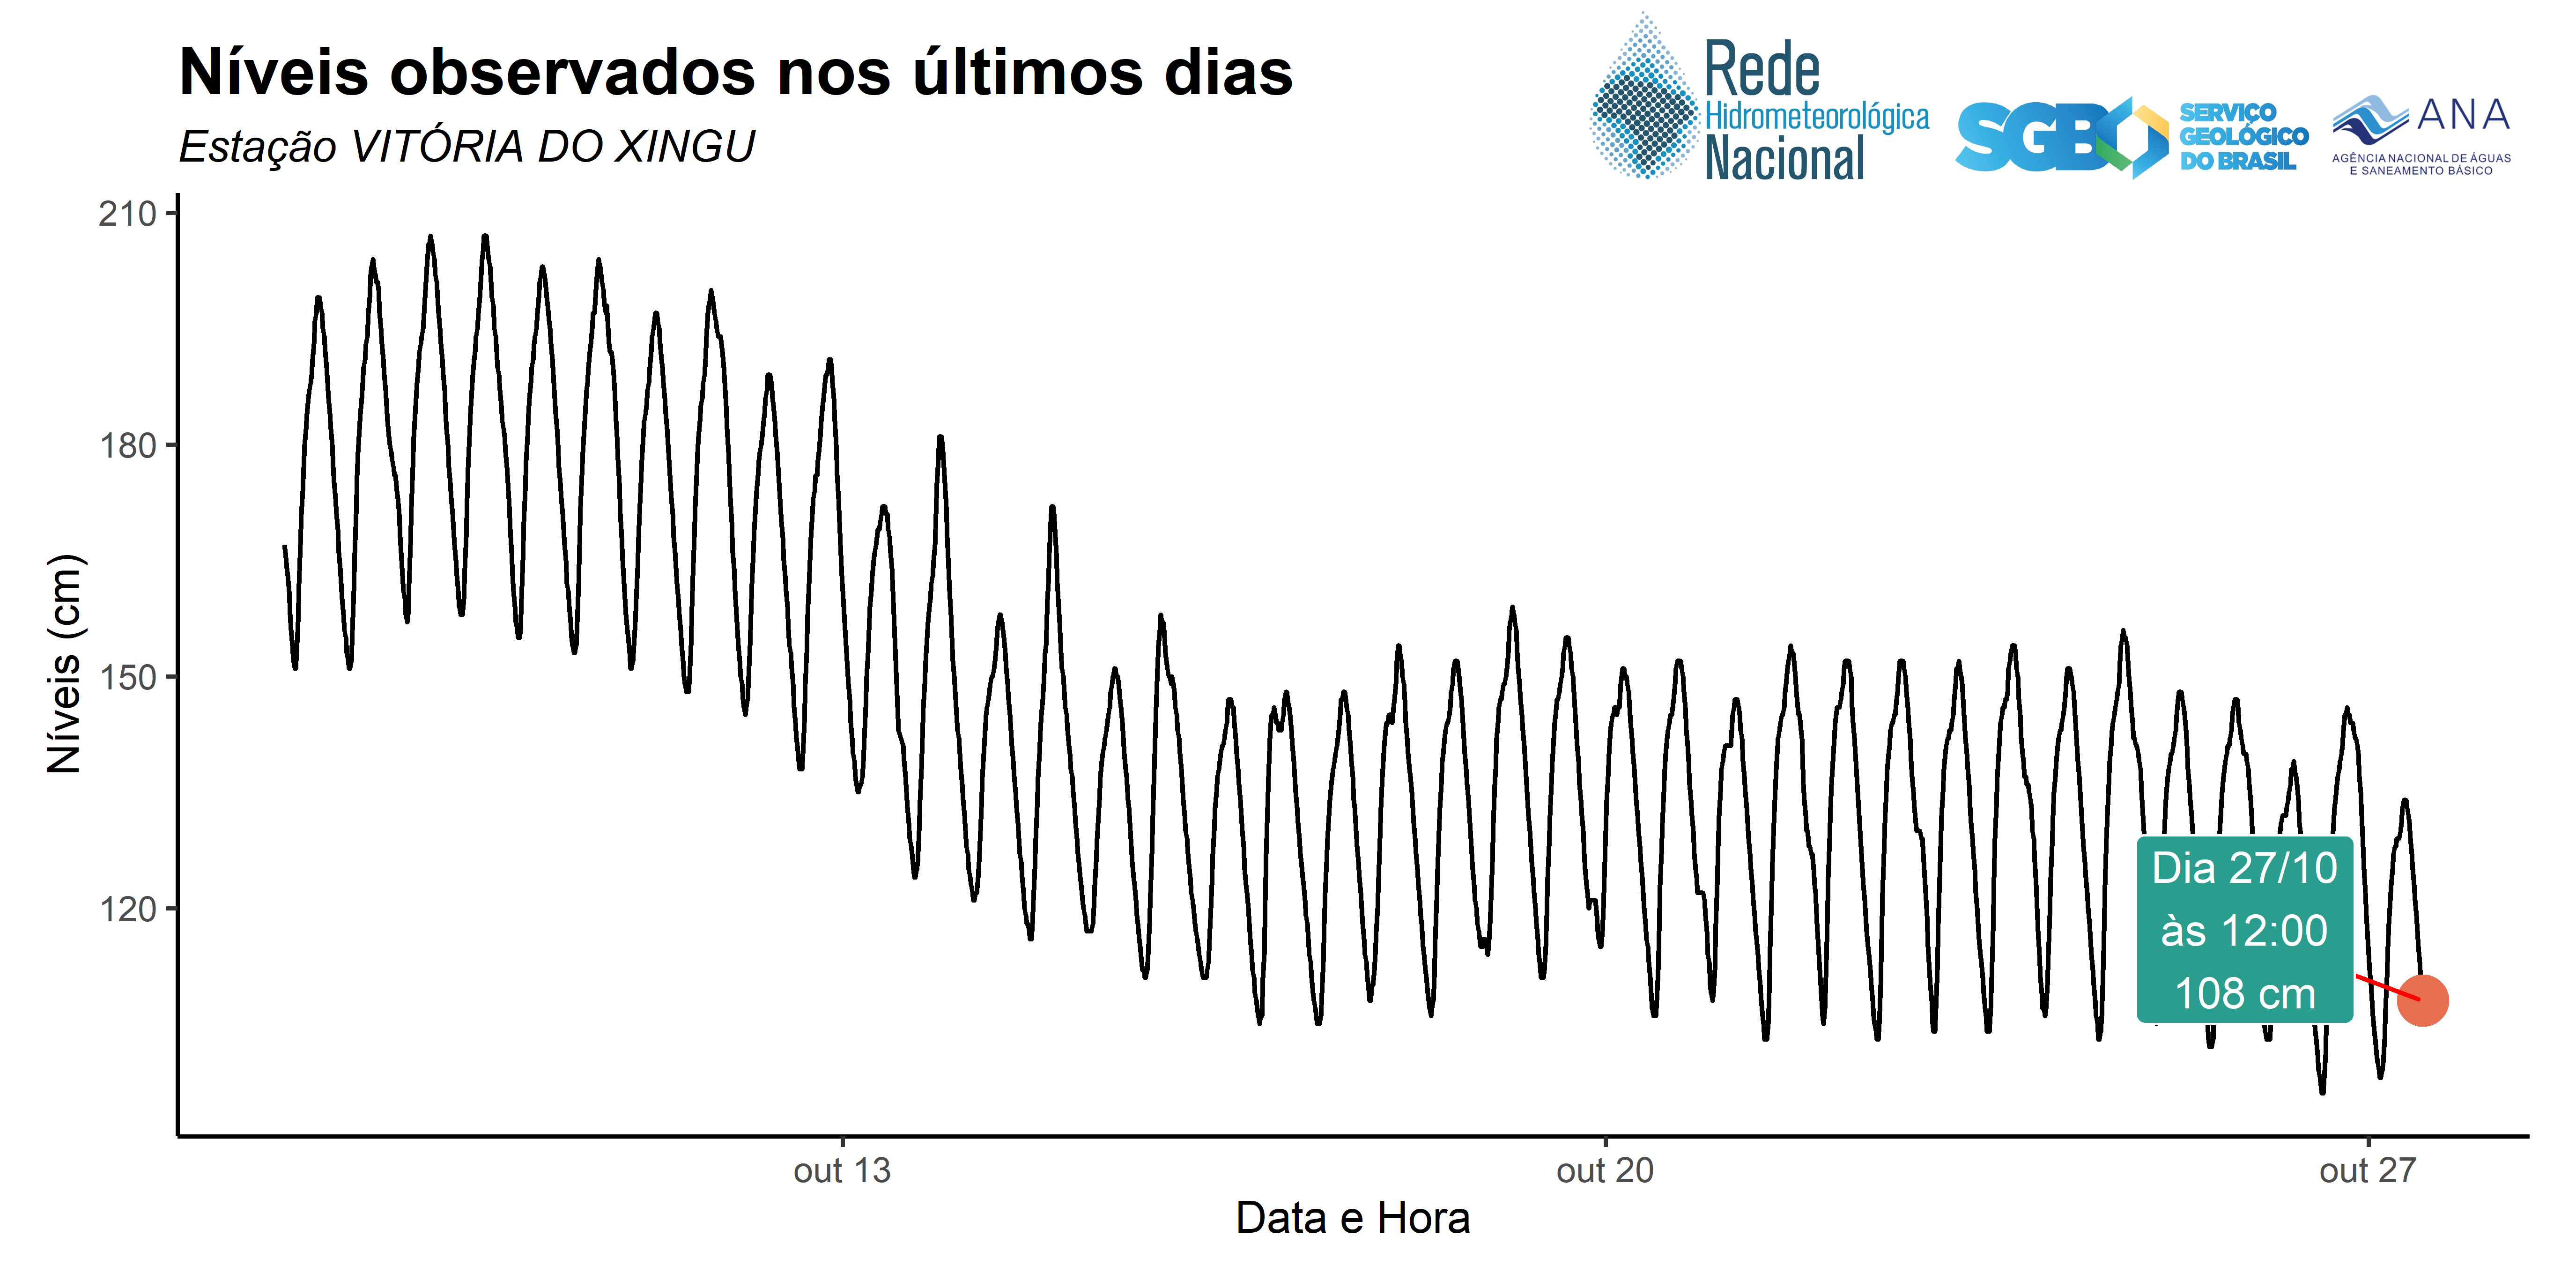 Níveis observados nos últimos dias
Estação VITÓRIA DO XINGU
Rede
Hidrometeorológica
Nacional
SGB
SERVIÇO
GEOLÓGICO
DO BRASIL
ANA
AGÊNCIA NACIONAL DE ÁGUAS
E SANEAMENTO BÁSICO
Níveis (cm)
210
180
150
120
Dia 27/10
às 12:00
108 cm
out 13
out 20
out 27
Data e Hora